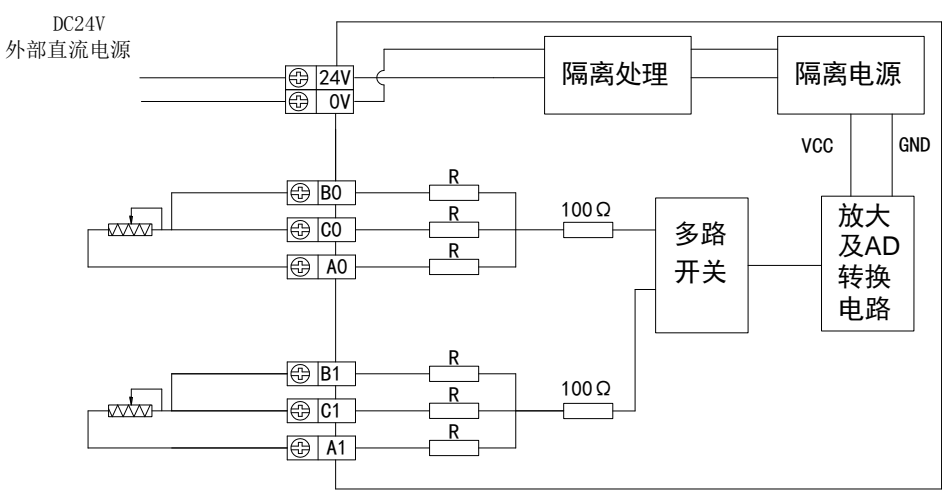 DC24V
外部直流电源
24V
0V
隔离处理
隔离电源
VCC
GND
B0
R
C0
R
A0
R
100Ω
多路
开关
放大
及AD
转换
电路
B1
R
C1
R
A1
R
100Ω